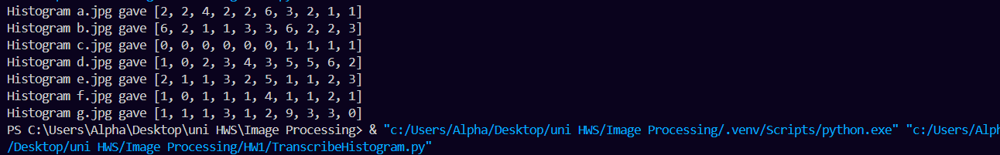 Histogram a.jpg gave [2, 2, 4, 2, 2, 6, 3, 2, 1, 1]
Histogram b.jpg gave [6, 2, 1, 1, 3, 3, 6, 2, 2, 3]
Histogram c.jpg gave [0, 0, 0, 0, 0, 0, 1, 1, 1, 1]
Histogram d.jpg gave [1, 0, 2, 3, 4, 3, 5, 5, 6, 2]
Histogram e.jpg gave [2, 1, 1, 3, 2, 5, 1, 1, 2, 3]
Histogram f.jpg gave [1, 0, 1, 1, 1, 4, 1, 1, 2, 1]
Histogram g.jpg gave [1, 1, 1, 3, 1, 2, 9, 3, 3, 0]
PS C:\Users\Alpha\Desktop\uni HWS\Image Processing> & "c:/Users/Alpha/Desktop/uni HWS/Image Processing/.venv/Scripts/python.exe" "c:/Users/Alph
/Desktop/uni HWS/Image Processing/HW1/TranscribeHistogram.py"